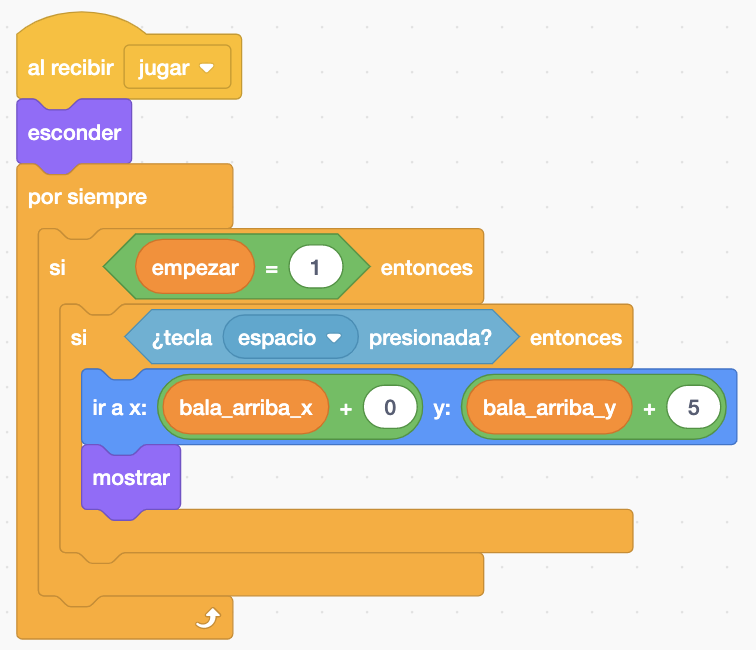 al recibir jugar
esconder
por siempre
si empezar = 1 entonces
si ¿tecla espacio presionada? entonces
ir a x: bala_arriba_x + 0 y: bala_arriba_y + 5
mostrar